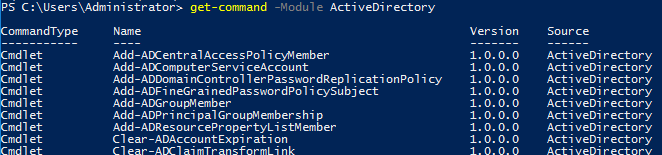 PS C:\Users\Administrator> get-command -Module ActiveDirectory
CommandType Name Version Source
----------- ---- ------- ------
Cmdlet Add-ADCentralAccessPolicyMember 1.0.0.0 ActiveDirectory
Cmdlet Add-ADComputerServiceAccount 1.0.0.0 ActiveDirectory
Cmdlet Add-ADDomainControllerPasswordReplicationPolicy 1.0.0.0 ActiveDirectory
Cmdlet Add-ADFineGrainedPasswordPolicySubject 1.0.0.0 ActiveDirectory
Cmdlet Add-ADGroupMember 1.0.0.0 ActiveDirectory
Cmdlet Add-ADPrincipalGroupMembership 1.0.0.0 ActiveDirectory
Cmdlet Add-ADResourcePropertyListMember 1.0.0.0 ActiveDirectory
Cmdlet Clear-ADAccountExpiration 1.0.0.0 ActiveDirectory
Cmdlet Clear-ADClaimTransformLink 1.0.0.0 ActiveDirectory